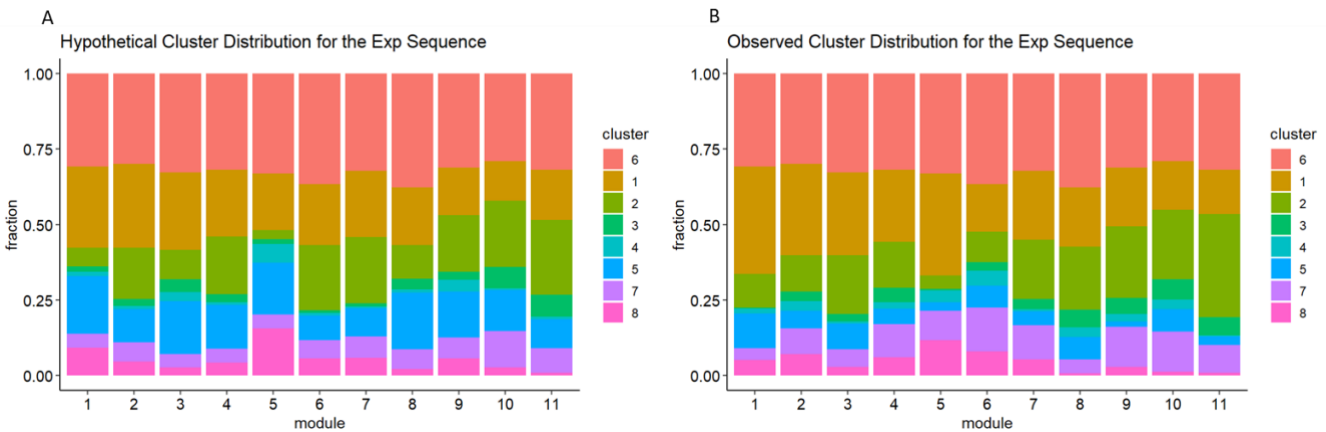 A
Hypothetical Cluster Distribution for the Exp Sequence
1.00
0.75
0.50
0.25
0.00
fraction
1 2 3 4 5 6 7 8 9 10 11
module
cluster
6
1
2
3
4
5
7
8
B
Observed Cluster Distribution for the Exp Sequence
1.00
0.75
0.50
0.25
0.00
fraction
1 2 3 4 5 6 7 8 9 10 11
module
cluster
6
1
2
3
4
5
7
8